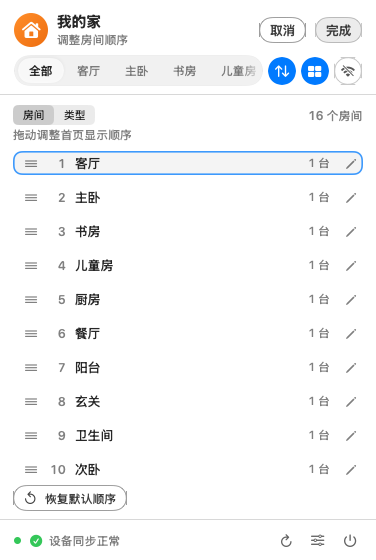 我的家
调整房间顺序
取消
完成
全部 客厅 主卧 书房 儿童房
房间 类型
16 个房间
拖动调整首页显示顺序
1 客厅 1 台
2 主卧 1 台
3 书房 1 台
4 儿童房 1 台
5 厨房 1 台
6 餐厅 1 台
7 阳台 1 台
8 玄关 1 台
9 卫生间 1 台
10 次卧 1 台
恢复默认顺序
设备同步正常